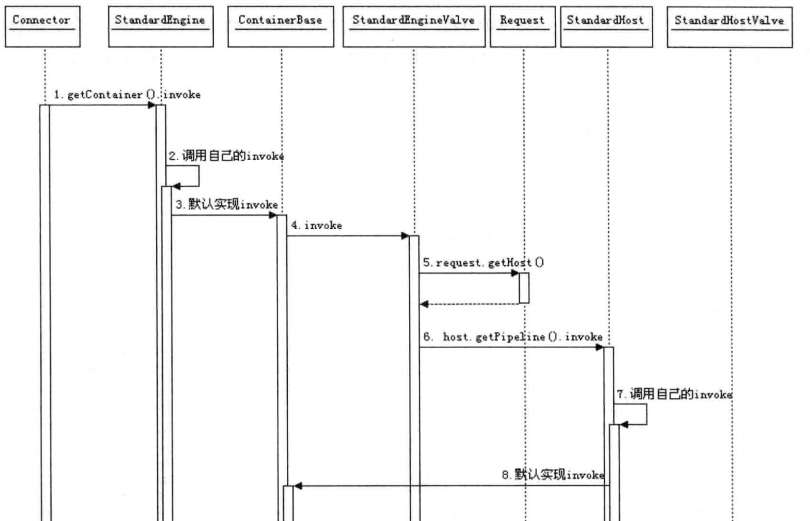 Connector StandardEngine ContainerBase StandardEngineValve Request StandardHost StandardHostValve
1.getContainer().invoke
2.调用自己的invoke
3.默认实现invoke
4.invoke
5.request.getHost()
6. host.getPipeline().invoke
7.调用自己的invoke
8.默认实现invoke